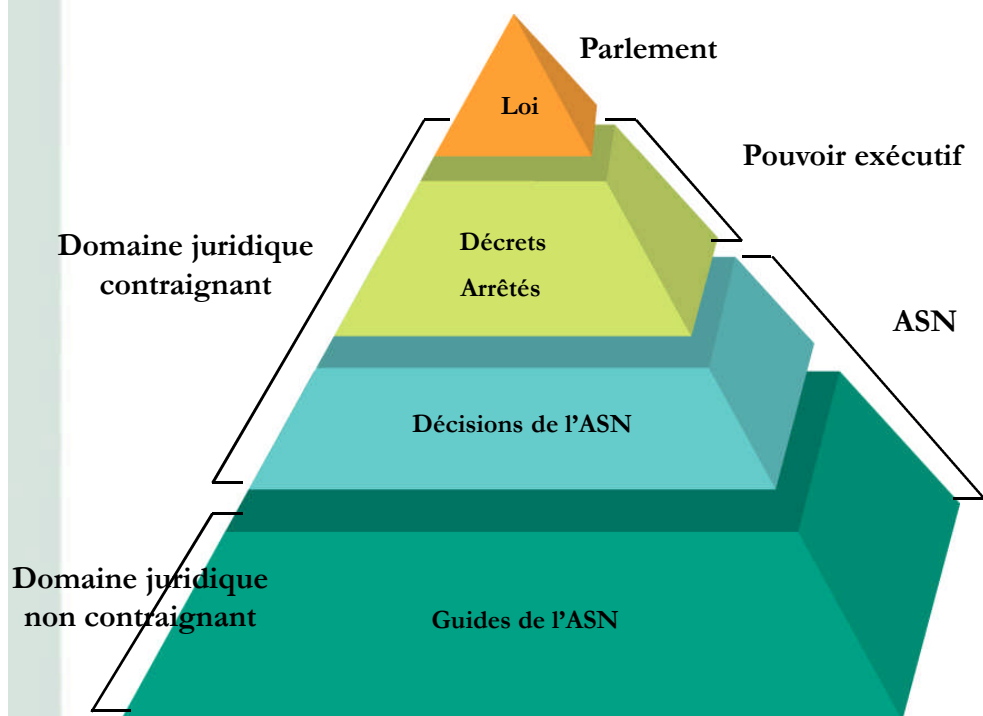 Parlement
Loi
Pouvoir exécutif
Domaine juridique
contraignant
Décrets
Arrêtés
ASN
Décisions de l’ASN
Domaine juridique
non contraignant
Guides de l’ASN